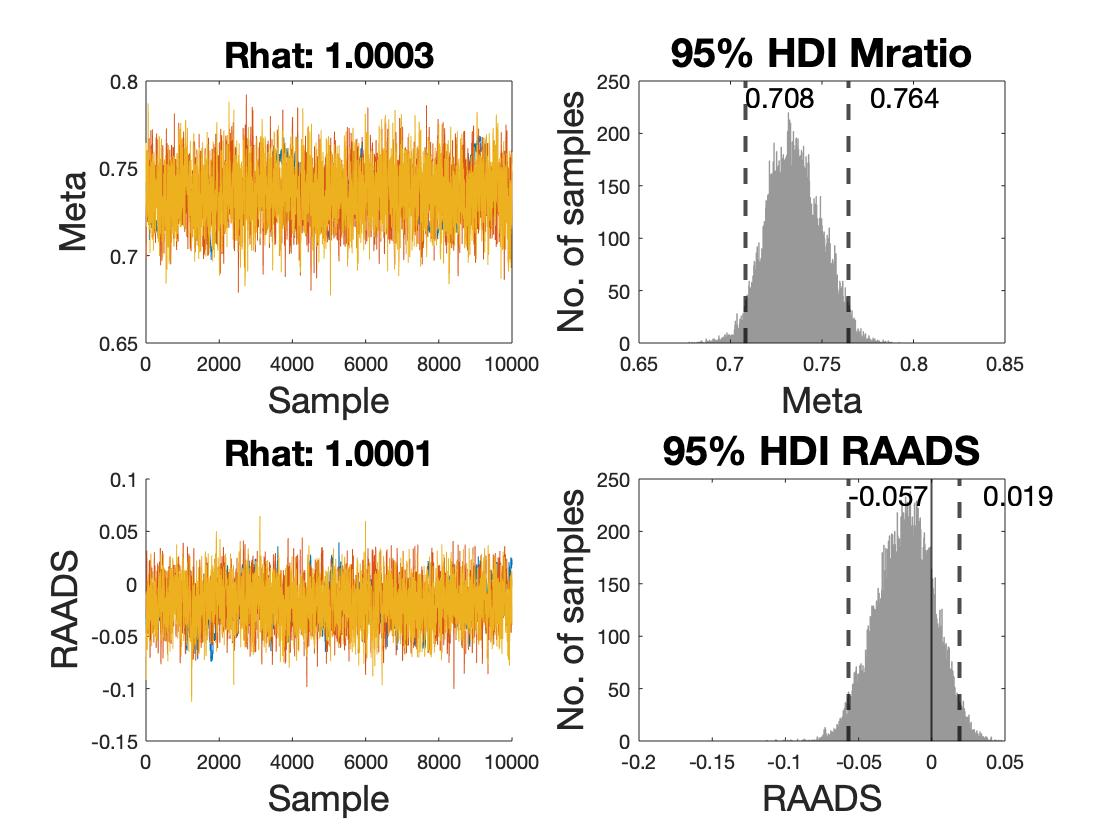 Rhat: 1.0003
0.8
0.75
0.7
0.65
Meta
0 2000 4000 6000 8000 10000
Sample
95% HDI Mratio
0.708 0.764
250
200
150
100
50
0
No. of samples
0.65 0.7 0.75 0.8 0.85
Meta
Rhat: 1.0001
0.1
0.05
0
-0.05
-0.1
-0.15
RAADS
0 2000 4000 6000 8000 10000
Sample
95% HDI RAADS
-0.057 0.019
250
200
150
100
50
0
No. of samples
-0.2 -0.15 -0.1 -0.05 0 0.05
RAADS